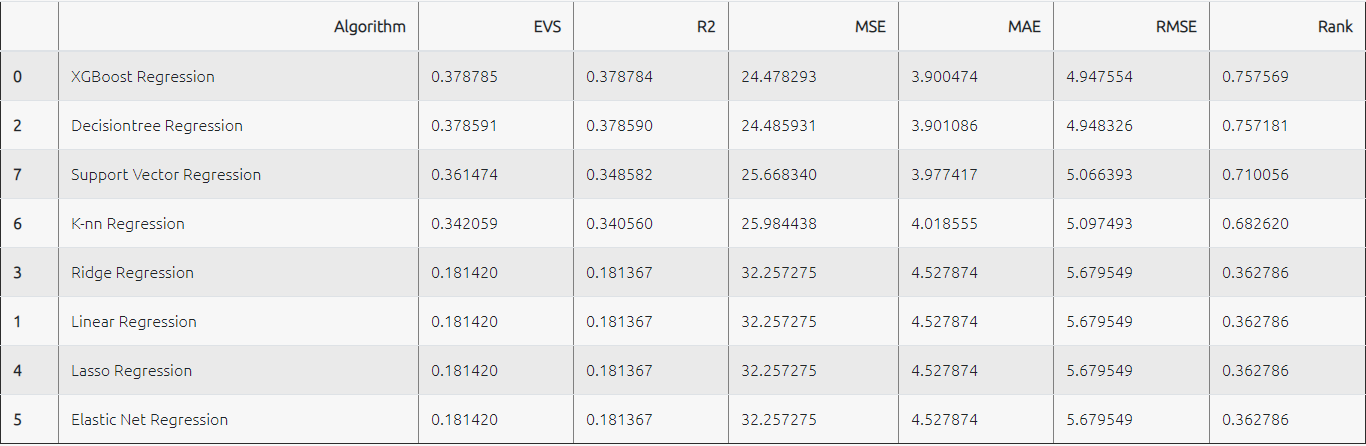 Algorithm EVS R2 MSE MAE RMSE Rank
0 XGBoost Regression 0.378785 0.378784 24.478293 3.900474 4.947554 0.757569
2 Decisiontree Regression 0.378591 0.378590 24.485931 3.901086 4.948326 0.757181
7 Support Vector Regression 0.361474 0.348582 25.668340 3.977417 5.066393 0.710056
6 K-nn Regression 0.342059 0.340560 25.984438 4.018555 5.097493 0.682620
3 Ridge Regression 0.181420 0.181367 32.257275 4.527874 5.679549 0.362786
1 Linear Regression 0.181420 0.181367 32.257275 4.527874 5.679549 0.362786
4 Lasso Regression 0.181420 0.181367 32.257275 4.527874 5.679549 0.362786
5 Elastic Net Regression 0.181420 0.181367 32.257275 4.527874 5.679549 0.362786